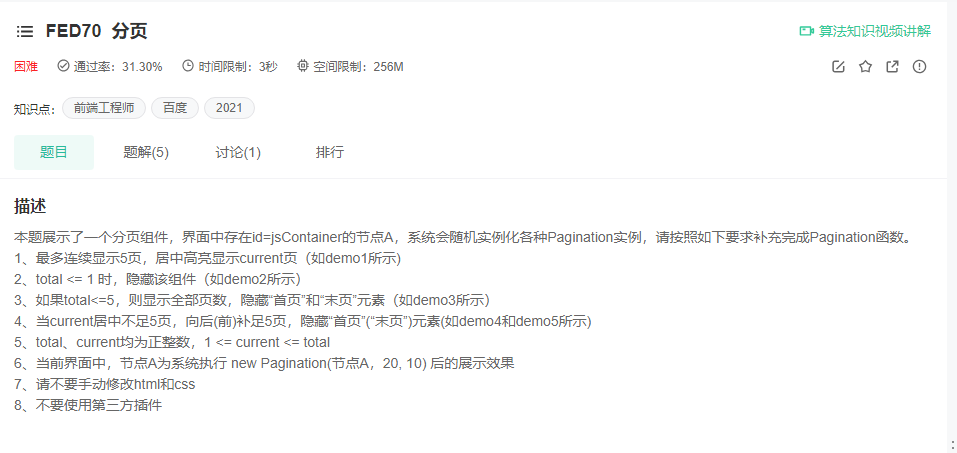 FED70 分页
算法知识视频讲解
困难 通过率：31.30% 时间限制：3秒 空间限制：256M
知识点： 前端工程师 百度 2021
题目 题解(5) 讨论(1) 排行
描述
本题展示了一个分页组件，界面中存在id=jsContainer的节点A，系统会随机实例化各种Pagination实例，请按照如下要求补充完成Pagination函数。
1、最多连续显示5页，居中高亮显示current页（如demo1所示)
2、total <= 1 时，隐藏该组件（如demo2所示）
3、如果total<=5，则显示全部页数，隐藏“首页”和“末页”元素（如demo3所示）
4、当current居中不足5页，向后(前)补足5页，隐藏“首页”(“末页”)元素(如demo4和demo5所示)
5、total、current均为正整数，1 <= current <= total
6、当前界面中，节点A为系统执行 new Pagination(节点A，20, 10) 后的展示效果
7、请不要手动修改html和css
8、不要使用第三方插件